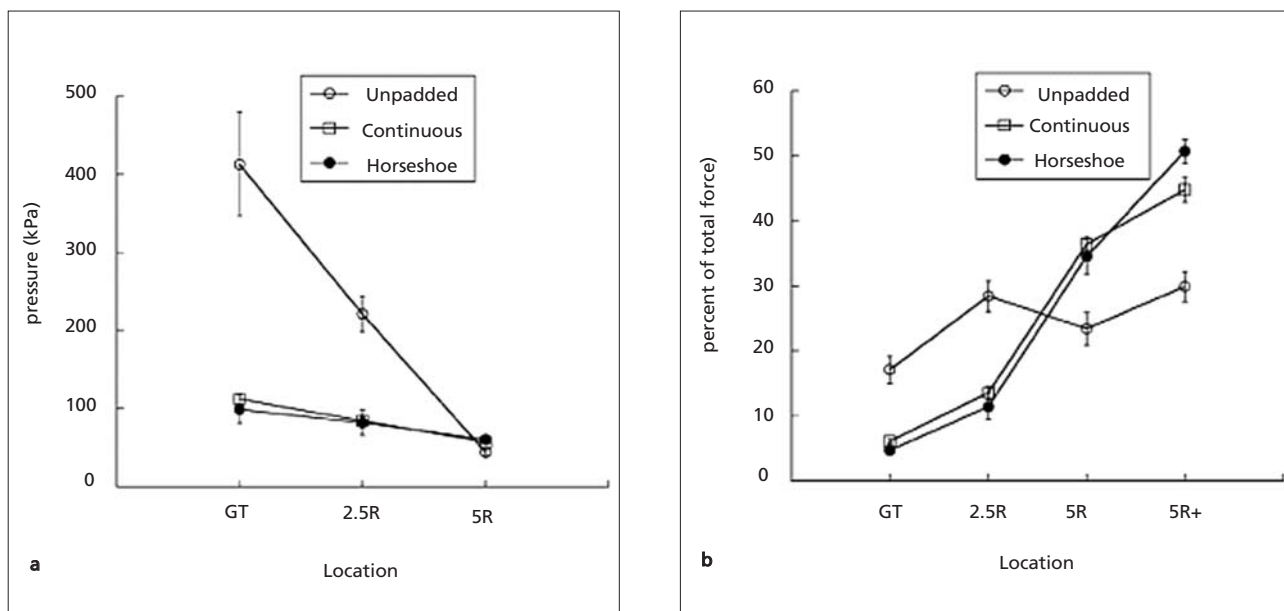 Unpadded
Continuous
Horseshoe
500
400
300
200
100
0
pressure (kPa)
GT 2.5R 5R
Location
a
Unpadded
Continuous
Horseshoe
60
50
40
30
20
10
0
percent of total force)
GT 2.5R 5R 5R+
Location
b